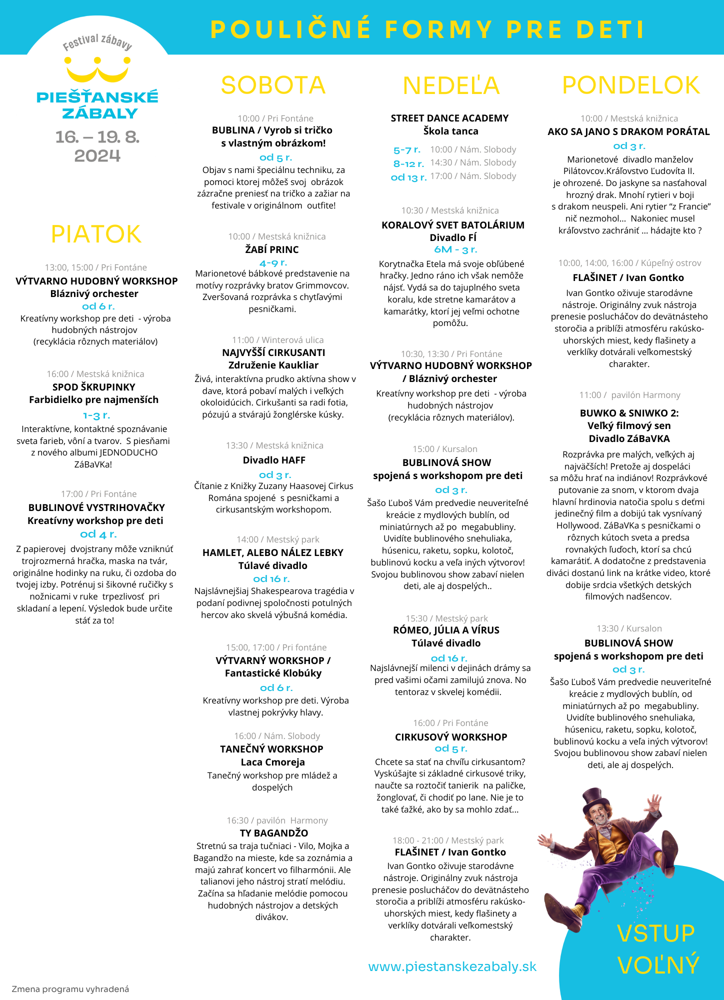 POULIČNÉ FORMY PRE DETI
Festival zábavy
PIEŠŤANSKÉ
ZÁBALY
16. – 19. 8.
2024
PIATOK
13:00, 15:00 / Pri Fontáne
VÝTVARNO HUDOBNÝ WORKSHOP
Bláznivý orchester
od 6 r.
Kreatívny workshop pre deti - výroba
hudobných nástrojov
(recyklácia rôznych materiálov)
16:00 / Mestská knižnica
SPOD ŠKRUPINKY
Farbidielko pre najmenších
1-3 r.
Interaktívne, kontaktné spoznávanie
sveta farieb, vôní a tvarov. S piesňami
z nového albumi JEDNODUCHO
ZáBaVKa!
17:00 / Pri Fontáne
BUBLINOVÉ VYSTRIHOVAČKY
Kreatívny workshop pre deti
od 4 r.
Z papierovej dvojstrany môže vzniknúť
trojrozmerná hračka, maska na tvár,
originálne hodinky na ruku, či ozdoba do
tvojej izby. Potrénuj si šikovné ručičky s
nožnicami v ruke trpezlivosť pri
skladaní a lepení. Výsledok bude určite
stáť za to!
SOBOTA
10:00 / Pri Fontáne
BUBLINA / Vyrob si tričko
s vlastným obrázkom!
od 5 r.
Objav s nami špeciálnu techniku, za
pomoci ktorej môžeš svoj obrázok
zázračne preniesť na tričko a zažiar na
festivale v originálnom outfite!
10:00 / Mestská knižnica
ŽABÍ PRINC
4-9 r.
Marionetové bábkové predstavenie na
motívy rozprávky bratov Grimmovcov.
Zveršovaná rozprávka s chytľavými
pesničkami.
11:00 / Winterová ulica
NAJVYŠŠÍ CIRKUSANTI
Združenie Kaukliar
Živá, interaktívna prudko aktívna show v
dave, ktorá pobaví malých i veľkých
okoloidúcich. Cirkušanti sa radi fotia,
pózujú a stvárajú žonglérske kúsky.
13:30 / Mestská knižnica
Divadlo HAFF
od 3 r.
Čítanie z Knižky Zuzany Haasovej Cirkus
Romána spojené s pesničkami a
cirkusantským workshopom.
14:00 / Mestský park
HAMLET, ALEBO NÁLEZ LEBKY
Túlavé divadlo
od 16 r.
Najslávnejšiaj Shakespearova tragédia v
podaní podivnej spoločnosti potulných
hercov ako skvelá výbušná komédia.
15:00, 17:00 / Pri fontáne
VÝTVARNÝ WORKSHOP /
Fantastické Klobúky
od 6 r.
Kreatívny workshop pre deti. Výroba
vlastnej pokrývky hlavy.
16:00 / Nám. Slobody
TANEČNÝ WORKSHOP
Laca Cmoreja
Tanečný workshop pre mládež a
dospelých
16:30 / pavilón Harmony
TY BAGANDŽO
Stretnú sa traja tučniaci - Vilo, Mojka a
Bagandžo na mieste, kde sa zoznámia a
majú zahrať koncert vo filharmónii. Ale
talianovi jeho nástroj stratí melódiu.
Začína sa hľadanie melódie pomocou
hudobných nástrojov a detských
divákov.
NEDEĽA
STREET DANCE ACADEMY
Škola tanca
5-7 r. 10:00 / Nám. Slobody
8-12 r. 14:30 / Nám. Slobody
od 13 r. 17:00 / Nám. Slobody
10:30 / Mestská knižnica
KORALOVÝ SVET BATOLÁRIUM
Divadlo FÍ
6M - 3 r.
Korytnačka Etela má svoje obľúbené
hračky. Jedno ráno ich však nemôže
nájsť. Vydá sa do tajuplného sveta
koralu, kde stretne kamarátov a
kamarátky, ktorí jej veľmi ochotne
pomôžu.
10:30, 13:30 / Pri Fontáne
VÝTVARNO HUDOBNÝ WORKSHOP
/ Bláznivý orchester
Kreatívny workshop pre deti - výroba
hudobných nástrojov
(recyklácia rôznych materiálov).
15:00 / Kursalon
BUBLINOVÁ SHOW
spojená s workshopom pre deti
od 3 r.
Šašo Ľuboš Vám predvedie neuveriteľné
kreácie z mydlových bublín, od
miniatúrnych až po megabubliny.
Uvidíte bublinového snehuliaka,
húsenicu, raketu, sopku, kolotoč,
bublinovú kocku a veľa iných výtvorov!
Svojou bublinovou show zabaví nielen
deti, ale aj dospelých..
15:30 / Mestský park
RÓMEO, JÚLIA A VÍRUS
Túlavé divadlo
od 16 r.
Najslávnejší milenci v dejinách drámy sa
pred vašimi očami zamilujú znova. No
tentoraz v skvelej komédii.
16:00 / Pri Fontáne
CIRKUSOVÝ WORKSHOP
od 5 r.
Chcete sa stať na chvíľu cirkusantom?
Vyskúšajte si základné cirkusové triky,
naučte sa roztočiť tanierik na paličke,
žonglovať, či chodiť po lane. Nie je to
také ťažké, ako by sa mohlo zdať...
18:00 - 21:00 / Mestský park
FLAŠINET / Ivan Gontko
Ivan Gontko oživuje starodávne
nástroje. Originálny zvuk nástroja
prenesie poslucháčov do devätnásteho
storočia a priblíži atmosféru rakúsko-
uhorských miest, kedy flašinety a
verklíky dotvárali veľkomestský
charakter.
PONDELOK
10:00 / Mestská knižnica
AKO SA JANO S DRAKOM PORÁTAL
od 3 r.
Marionetové divadlo manželov
Pilátovcov.Kráľovstvo Ľudovíta II.
je ohrozené. Do jaskyne sa nasťahoval
hrozný drak. Mnohí rytieri v boji
s drakom neuspeli. Ani rytier “z Francie”
nič nezmohol... Nakoniec musel
kráľovstvo zachrániť ... hádajte kto ?
10:00, 14:00, 16:00 / Kúpeľný ostrov
FLAŠINET / Ivan Gontko
Ivan Gontko oživuje starodávne
nástroje. Originálny zvuk nástroja
prenesie poslucháčov do devätnásteho
storočia a priblíži atmosféru rakúsko-
uhorských miest, kedy flašinety a
verklíky dotvárali veľkomestský
charakter.
11:00 / pavilón Harmony
BUWKO & SNIWKO 2:
Veľký filmový sen
Divadlo ZáBaVKA
Rozprávka pre malých, veľkých aj
najväčších! Pretože aj dospeláci
sa môžu hrať na indiánov! Rozprávkové
putovanie za snom, v ktorom dvaja
hlavní hrdinovia natočia spolu s deťmi
jedinečný film a dobijú tak vysnívaný
Hollywood. ZáBaVKa s pesničkami o
rôznych kútoch sveta a predsa
rovnakých ľuďoch, ktorí sa chcú
kamarátiť. A dodatočne z predstavenia
diváci dostanú link na krátke video, ktoré
dobije srdcia všetkých detských
filmových nadšencov.
13:30 / Kursalon
BUBLINOVÁ SHOW
spojená s workshopom pre deti
od 3 r.
Šašo Ľuboš Vám predvedie neuveriteľné
kreácie z mydlových bublín, od
miniatúrnych až po megabubliny.
Uvidíte bublinového snehuliaka,
húsenicu, raketu, sopku, kolotoč,
bublinovú kocku a veľa iných výtvorov!
Svojou bublinovou show zabaví nielen
deti, ale aj dospelých.
VSTUP
VOĽNÝ
www.piestanskezabaly.sk
Zmena programu vyhradená